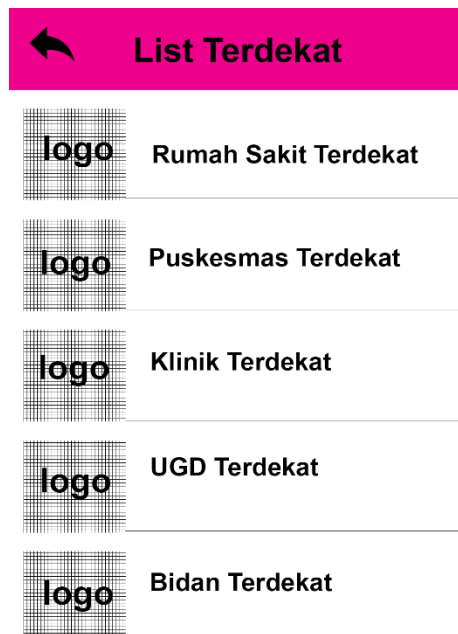 List Terdekat
logo
Rumah Sakit Terdekat
logo
Puskesmas Terdekat
logo
Klinik Terdekat
logo
UGD Terdekat
logo
Bidan Terdekat